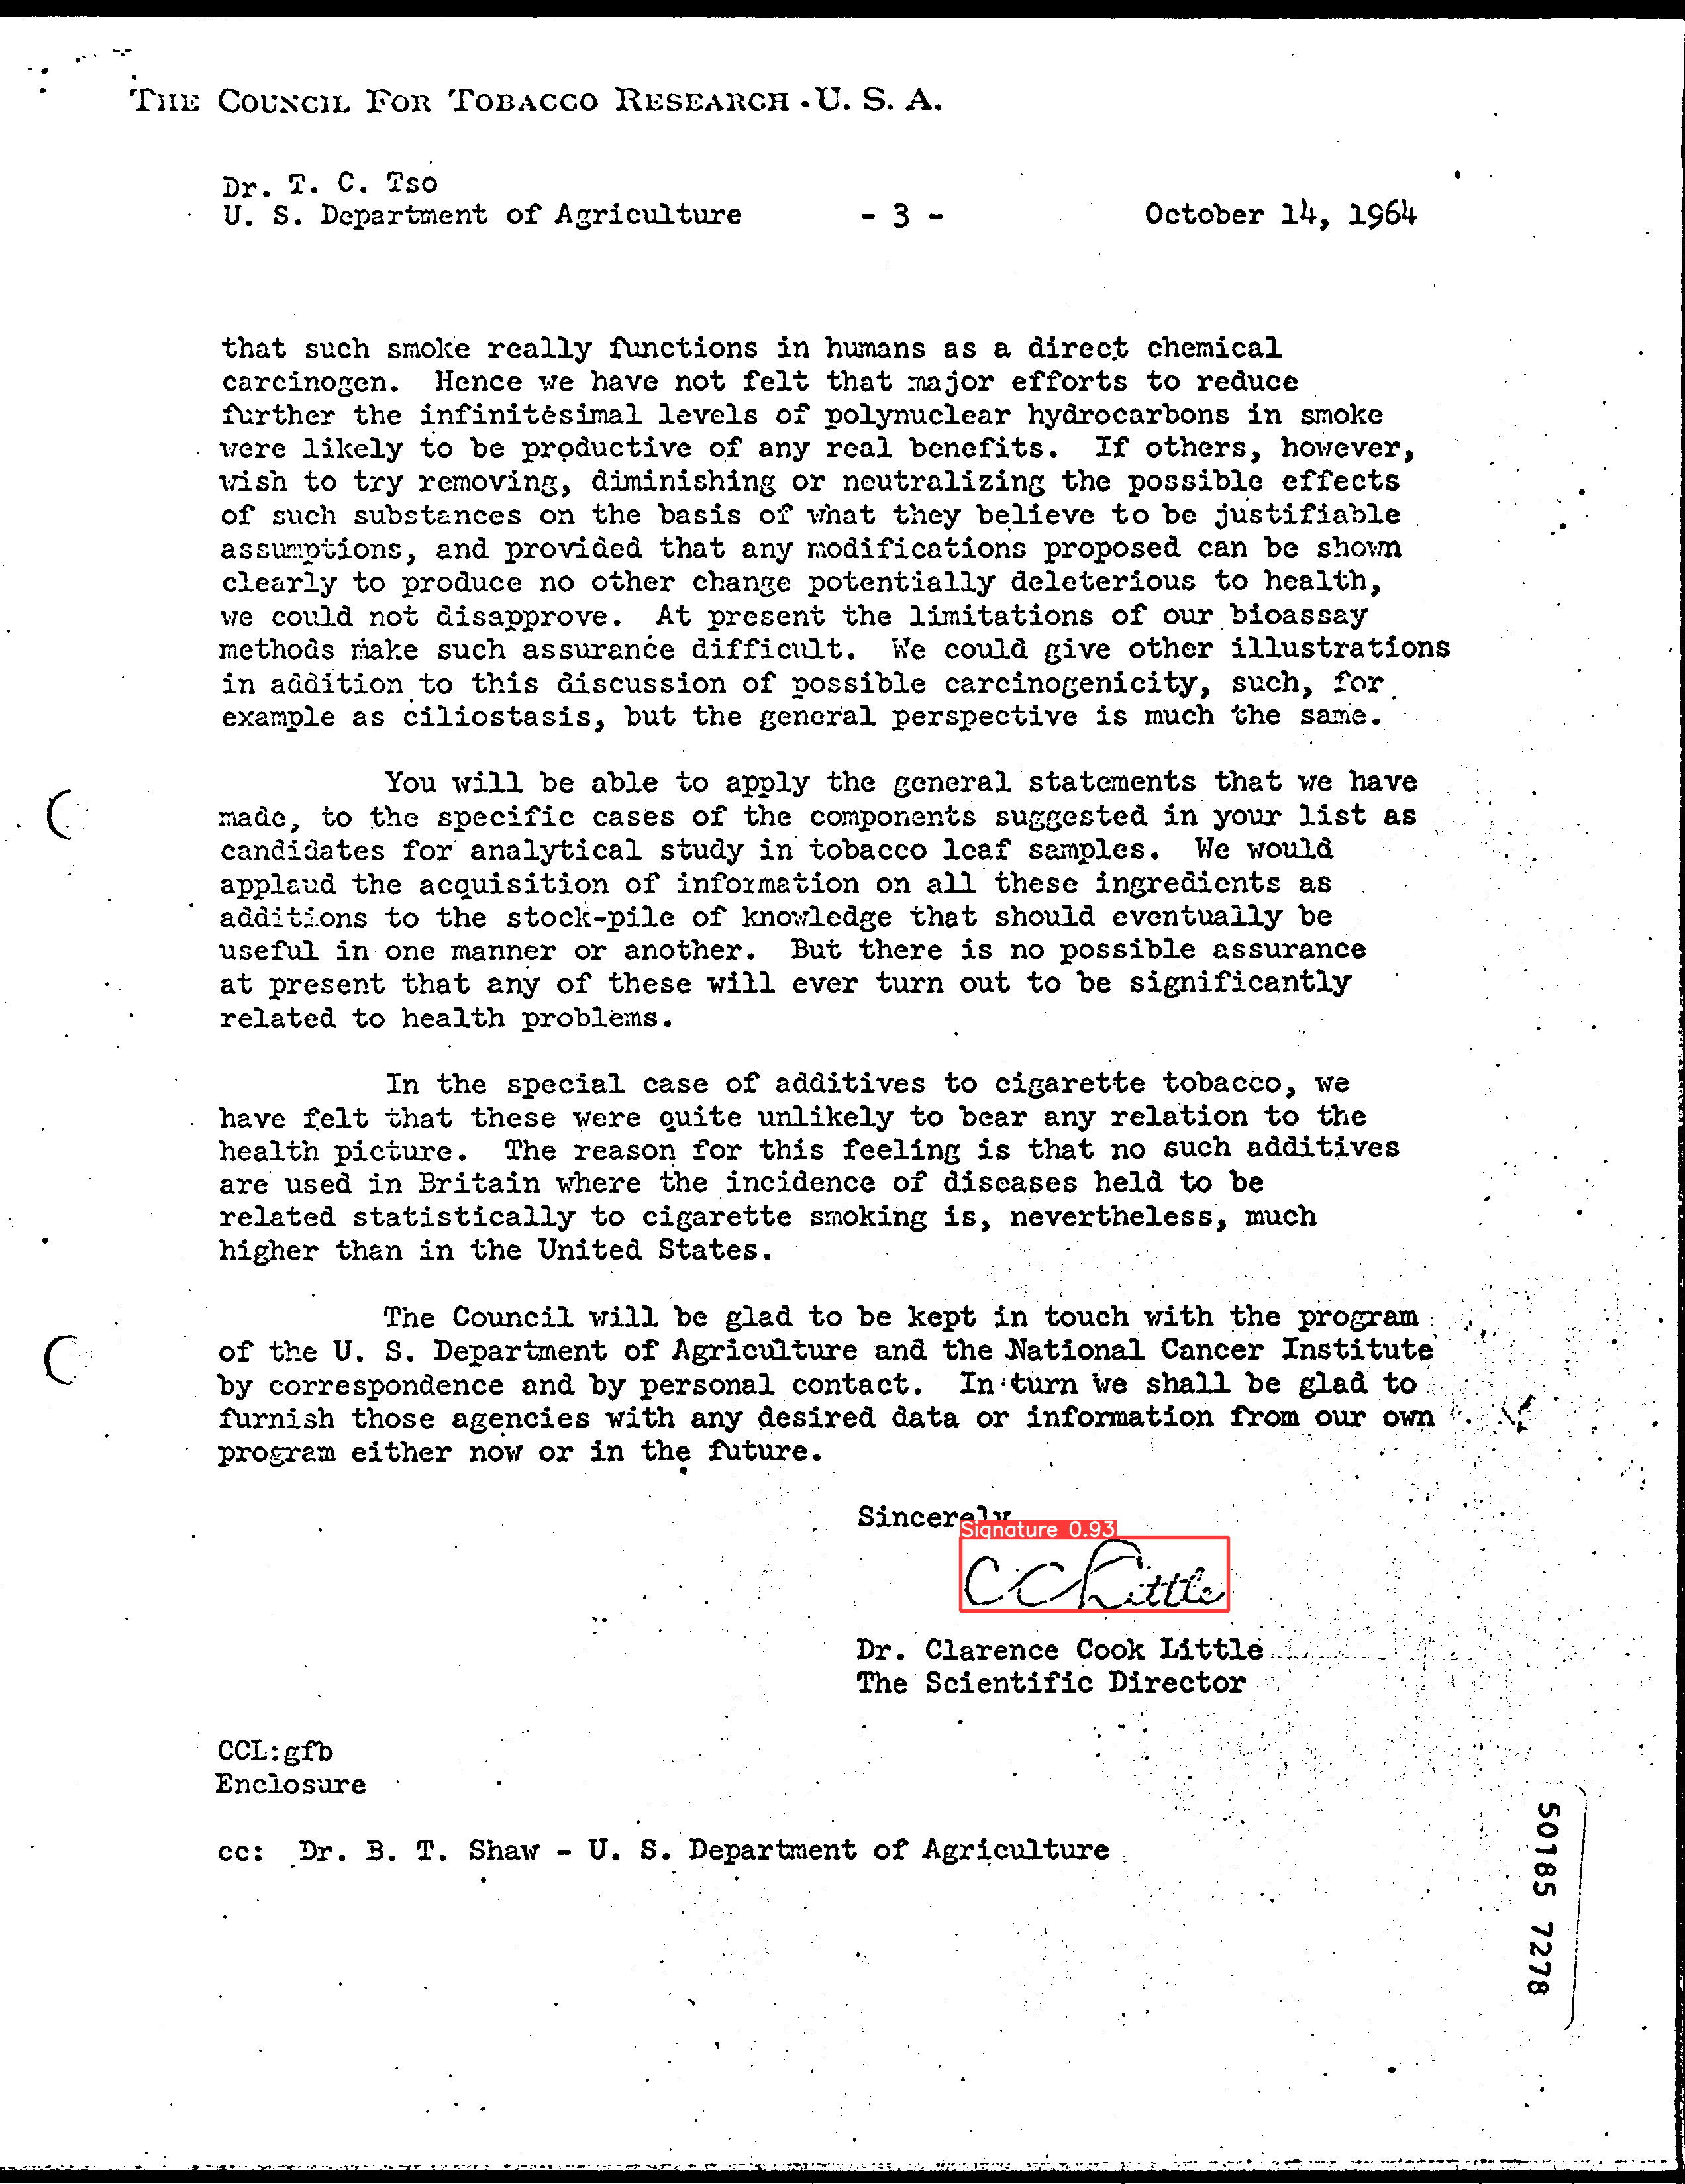 THE COUNCIL FOR TOBACCO RESEARCH - U. S. A.
Dr. T. C. Tso
U. S. Department of Agriculture - 3 - October 14, 1964
that such smoke really functions in humans as a direct chemical
carcinogen. Hence we have not felt that major efforts to reduce
further the infinitesimal levels of polynuclear hydrocarbons in smoke
were likely to be productive of any real benefits. If others, however,
wish to try removing, diminishing or neutralizing the possible effects
of such substances on the basis of what they believe to be justifiable
assumptions, and provided that any modifications proposed can be shown
clearly to produce no other change potentially deleterious to health,
we could not disapprove. At present the limitations of our bioassay
methods make such assurance difficult. We could give other illustrations
in addition to this discussion of possible carcinogenicity, such, for
example as ciliostasis, but the general perspective is much the same.
You will be able to apply the general statements that we have
made, to the specific cases of the components suggested in your list as
candidates for analytical study in tobacco leaf samples. We would
applaud the acquisition of information on all these ingredients as
additions to the stock-pile of knowledge that should eventually be
useful in one manner or another. But there is no possible assurance
at present that any of these will ever turn out to be significantly
related to health problems.
In the special case of additives to cigarette tobacco, we
have felt that these were quite unlikely to bear any relation to the
health picture. The reason for this feeling is that no such additives
are used in Britain where the incidence of diseases held to be
related statistically to cigarette smoking is, nevertheless, much
higher than in the United States.
The Council will be glad to be kept in touch with the program
of the U. S. Department of Agriculture and the National Cancer Institute
by correspondence and by personal contact. In turn we shall be glad to
furnish those agencies with any desired data or information from our own
program either now or in the future.
Sincerely
Signature 0.93
CC Little
Dr. Clarence Cook Little
The Scientific Director
CCL:gfb
Enclosure
cc: Dr. B. T. Shaw - U. S. Department of Agriculture
50185 7278